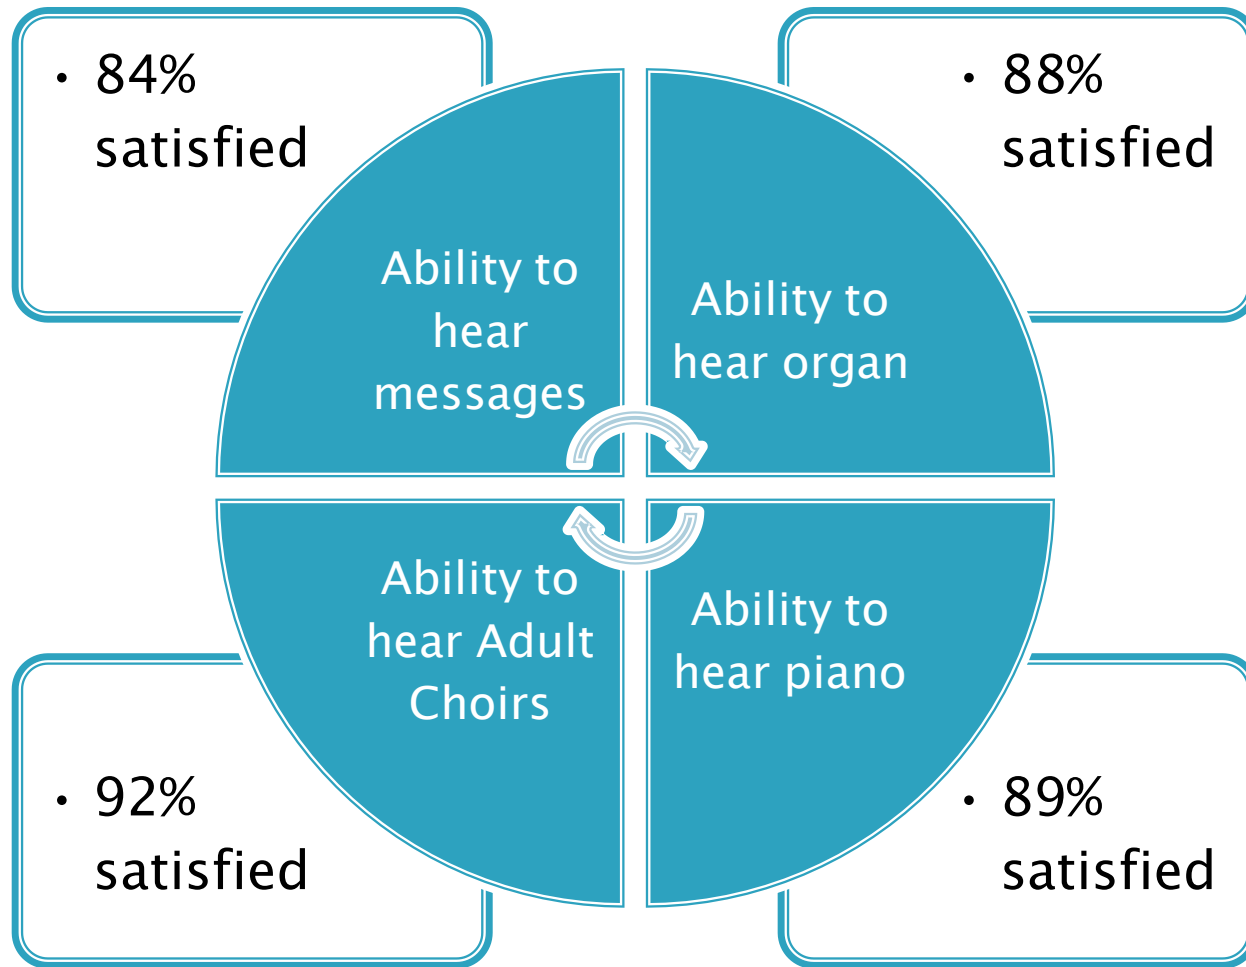 • 84%
satisfied
Ability to
hear
messages
• 88%
satisfied
Ability to
hear organ
Ability to
hear Adult
Choirs
• 92%
satisfied
Ability to
hear piano
• 89%
satisfied